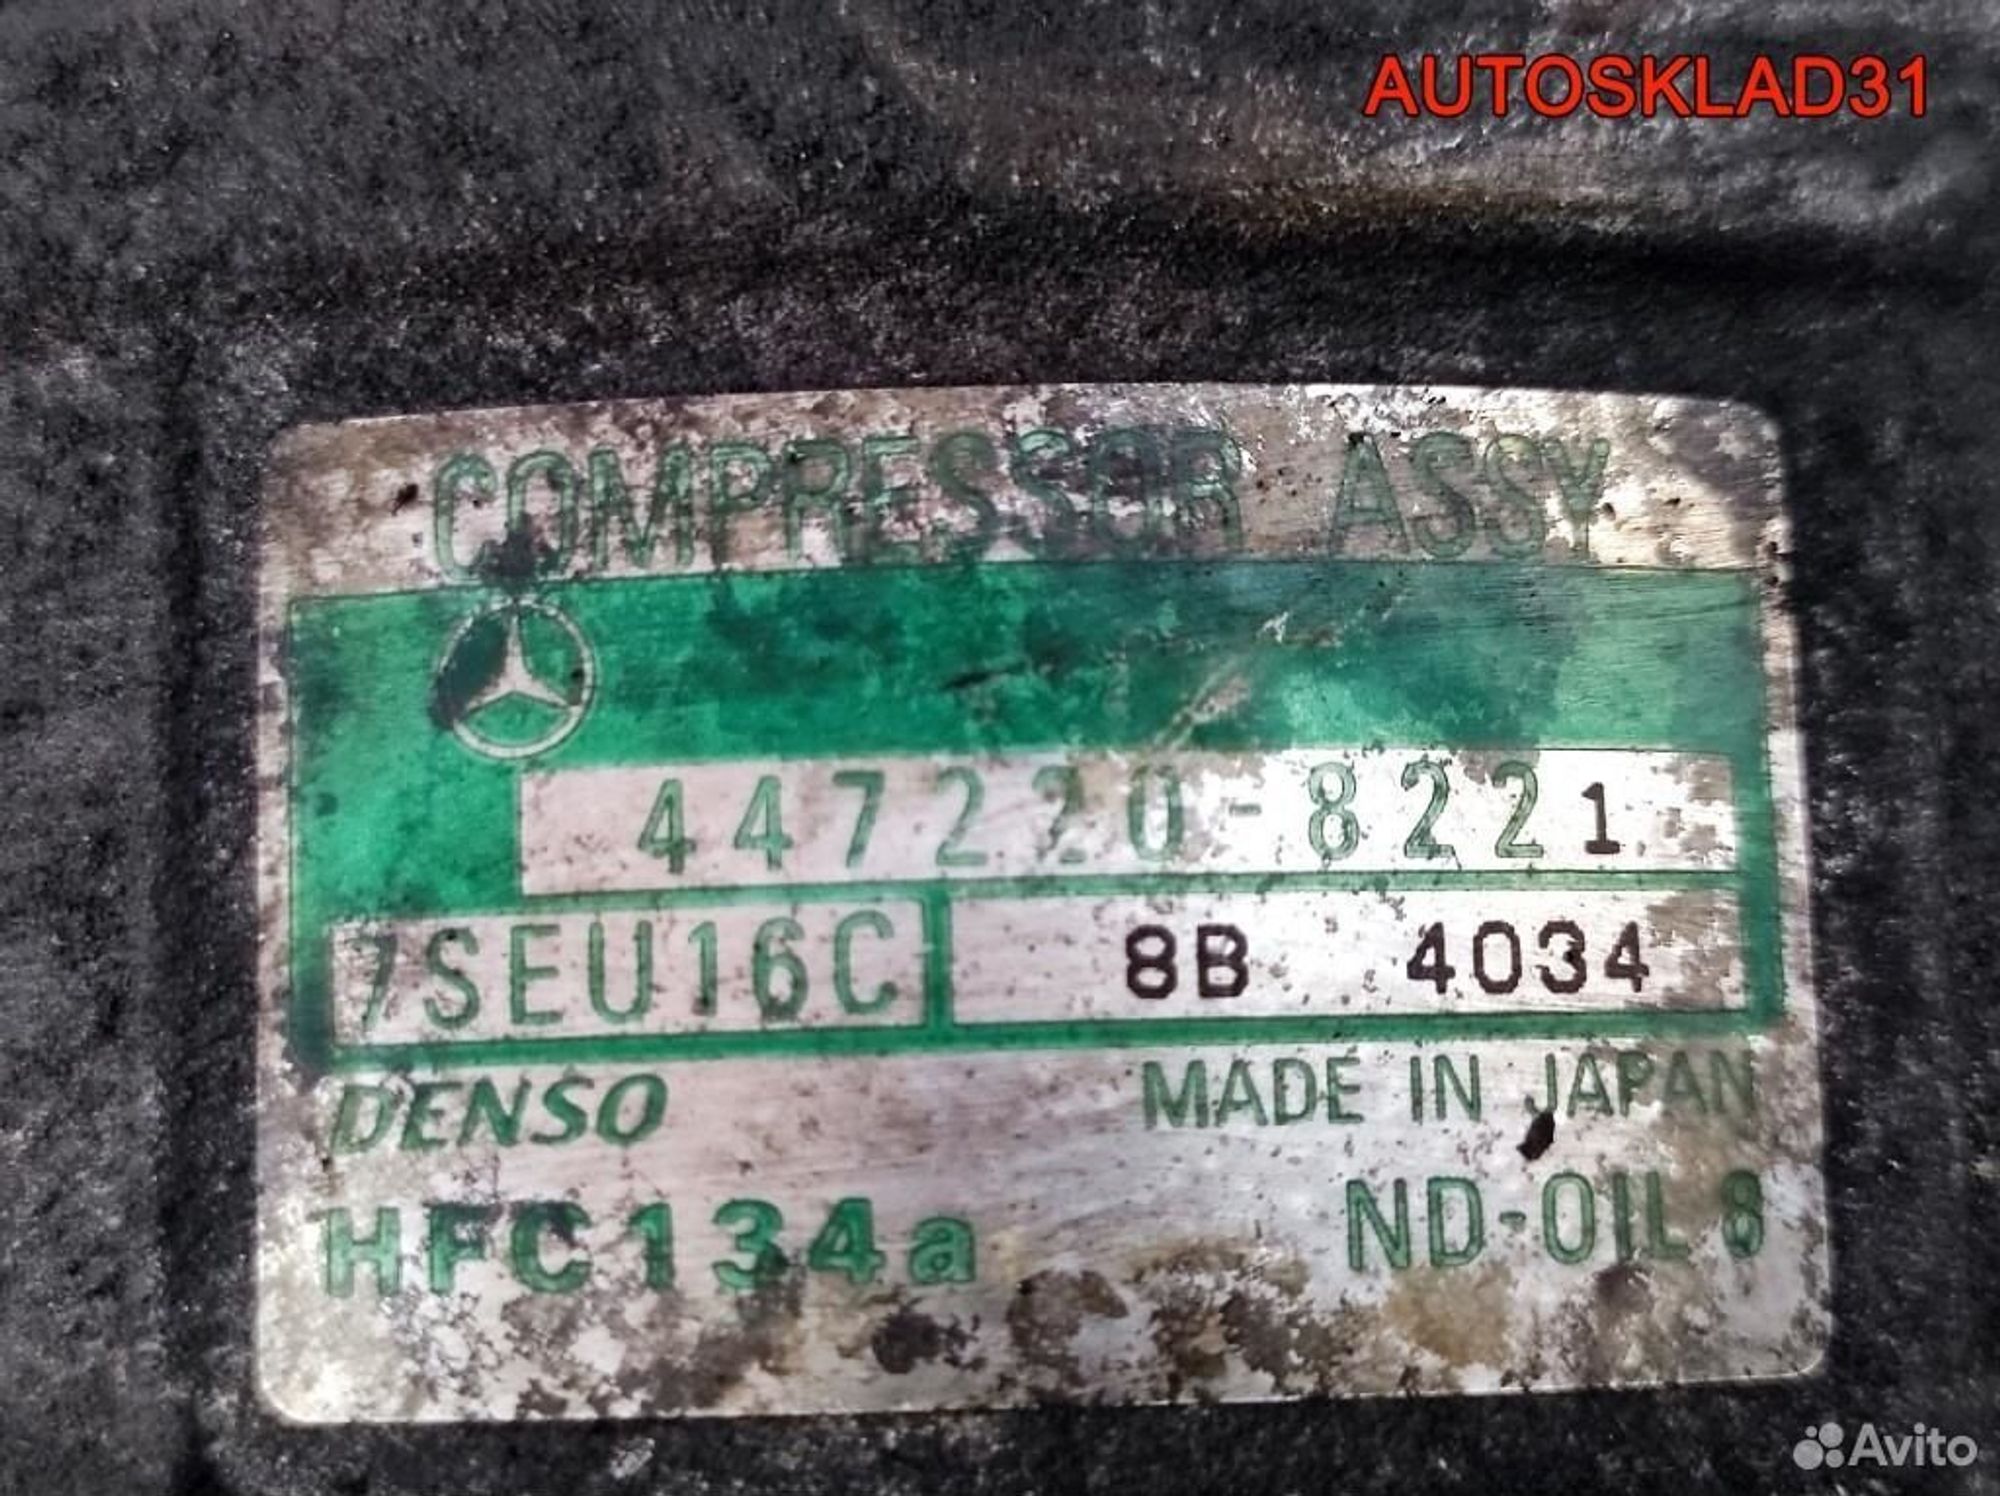 AUTOSKLAD31
COMPRESSOR ASSY
447220-8221
7SEU16C 8B 4034
DENSO MADE IN JAPAN
HFC134a ND-OIL 8
Avito